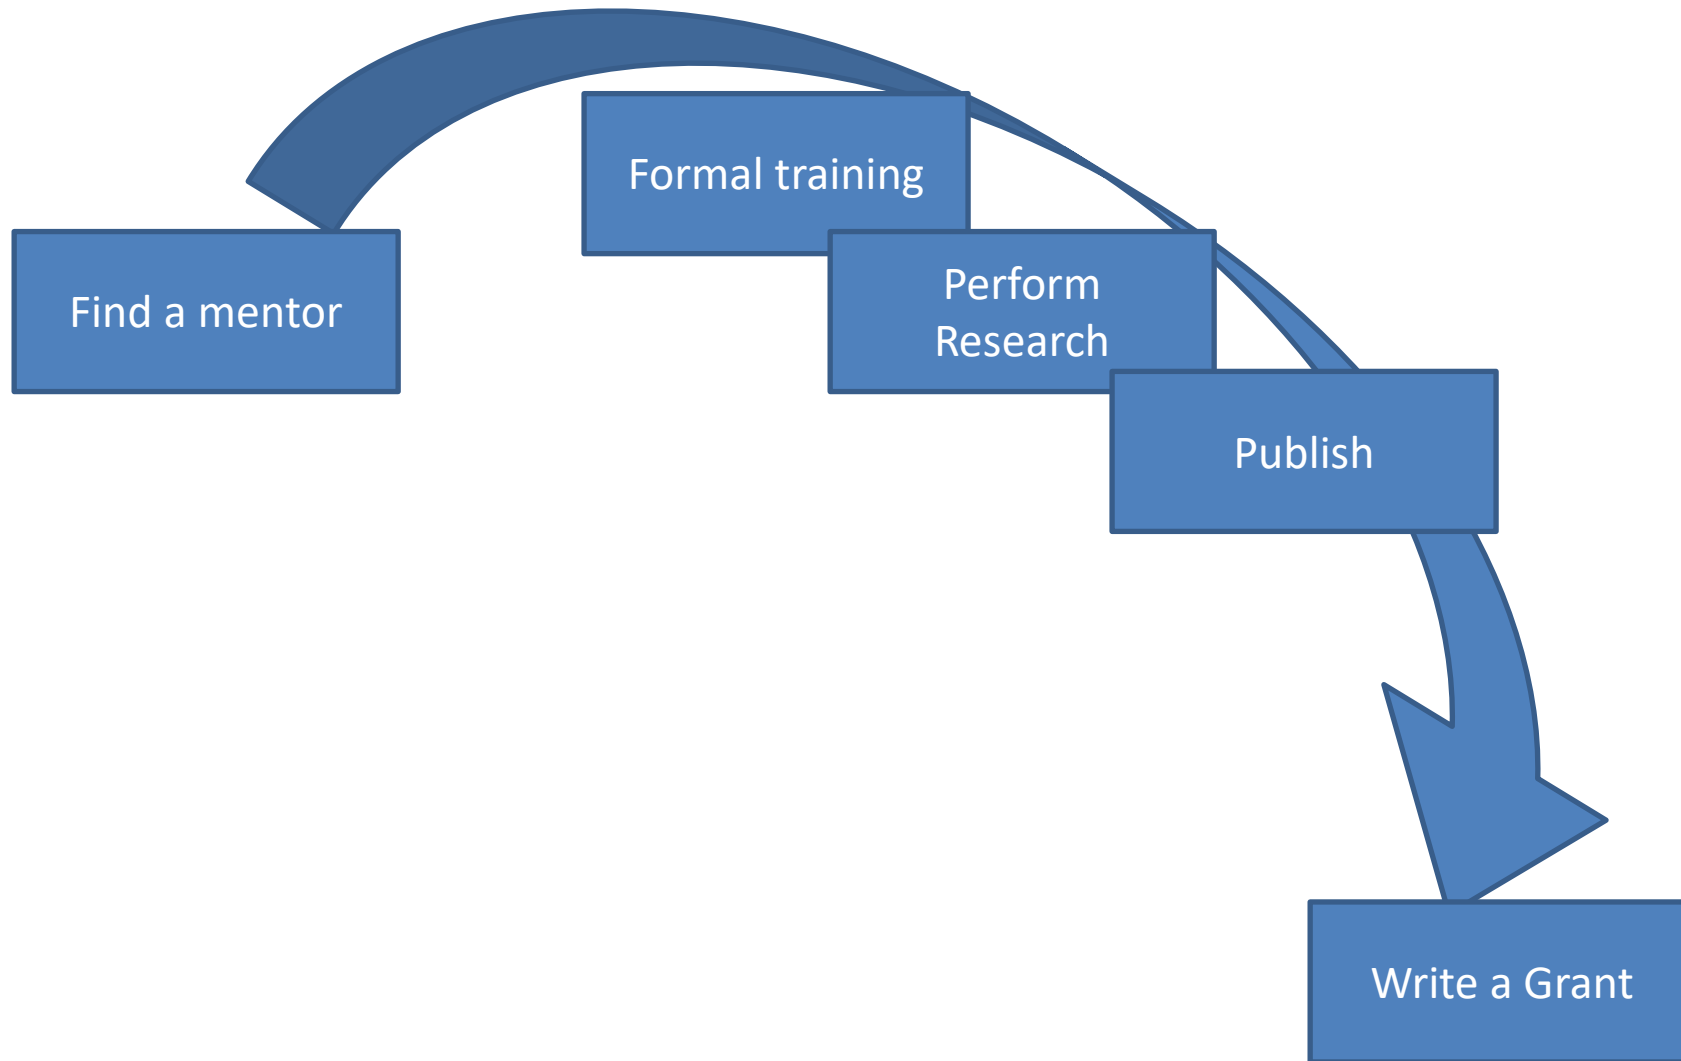 Formal training
Find a mentor
Perform
Research
Publish
Write a Grant